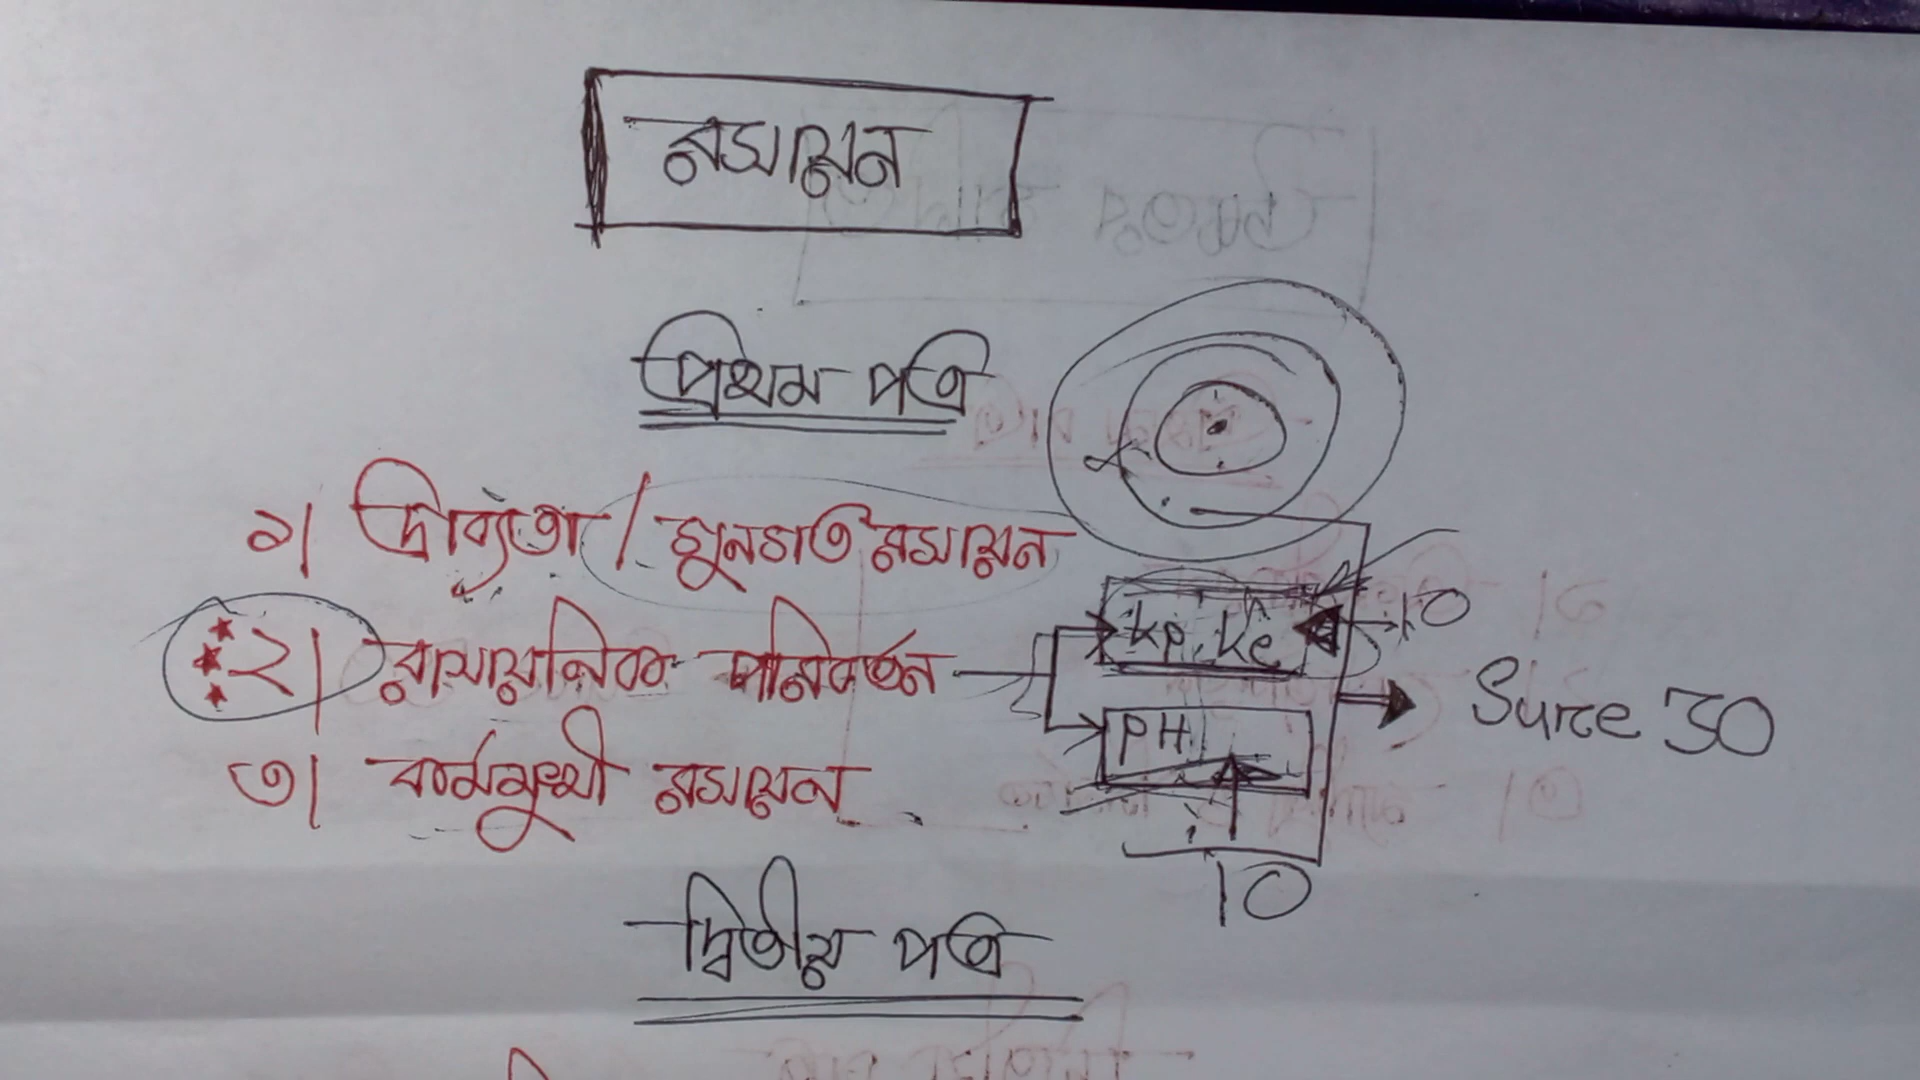 রসায়ন
প্রথম পত্র
১। দ্রাব্যতা / গুনগত রসায়ন
২। রাসায়নিক পরিবর্তন
kp, kc
10
PH
10
Sure 30
৩। কর্মমুখী রসায়ন
দ্বিতীয় পত্র